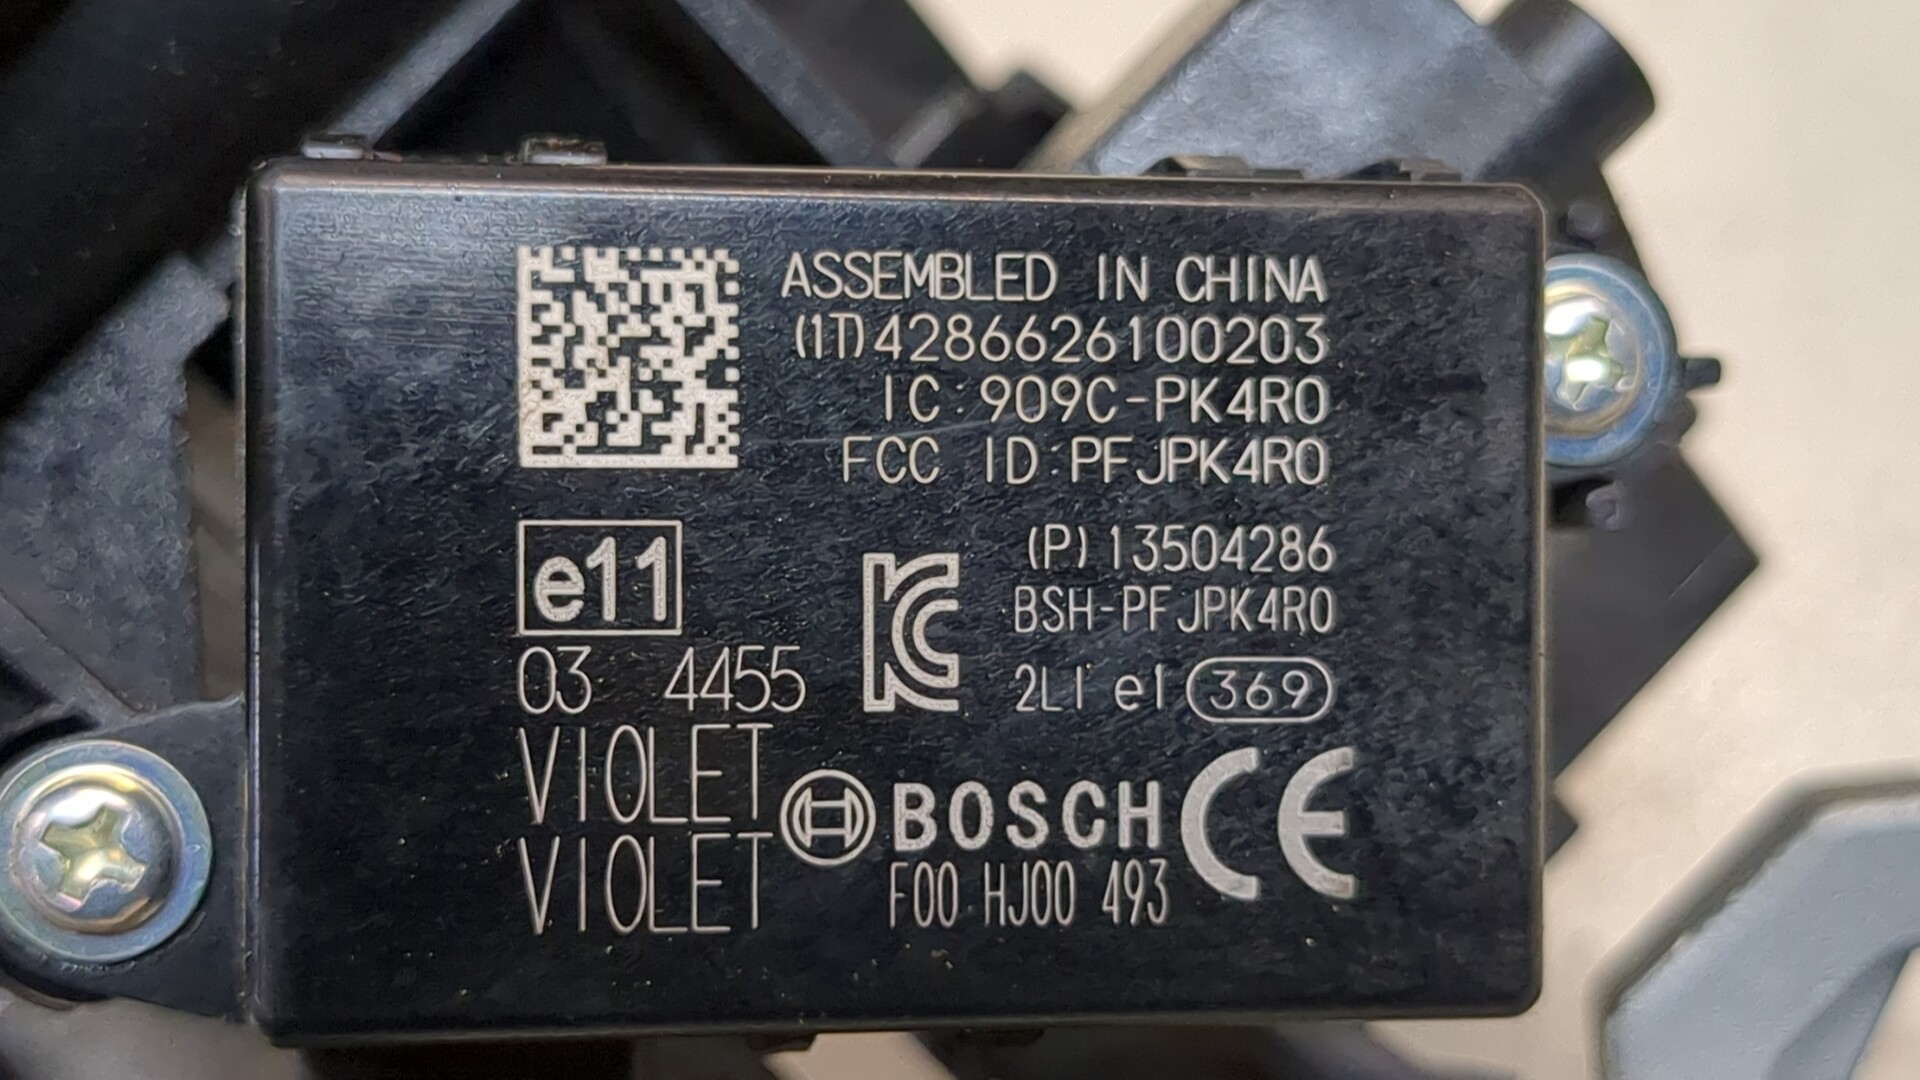 ASSEMBLED IN CHINA
(1T)4286626100203
IC:909C-PK4R0
FCC ID:PFJPK4R0
e11
03 4455
(P)13504286
BSH-PFJPK4R0
2LI e1 369
VIOLET
VIOLET
BOSCH CE
F00 HJ00 493